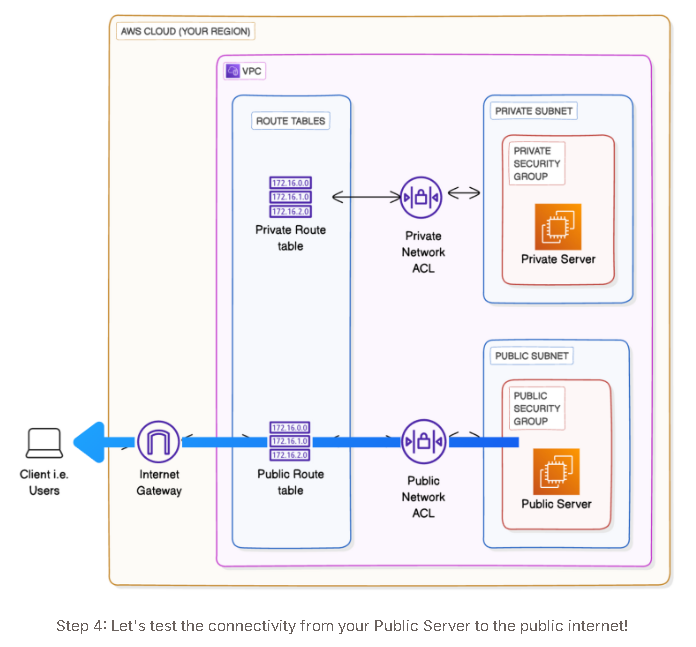 AWS CLOUD (YOUR REGION)
VPC
ROUTE TABLES
172.16.0.0
172.16.1.0
172.16.2.0
Private Route
table
Private
Network
ACL
PRIVATE SUBNET
PRIVATE
SECURITY
GROUP
Private Server
Client i.e.
Users
Internet
Gateway
172.16.0.0
172.16.1.0
172.16.2.0
Public Route
table
Public
Network
ACL
PUBLIC SUBNET
PUBLIC
SECURITY
GROUP
Public Server
Step 4: Let's test the connectivity from your Public Server to the public internet!